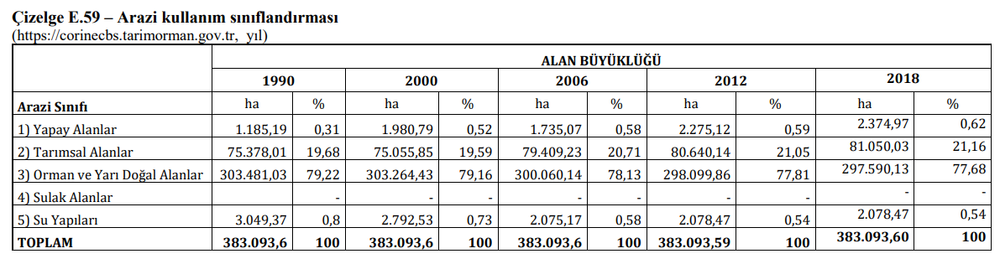 Çizelge E.59 – Arazi kullanım sınıflandırması
(https://corinecbs.tarimorman.gov.tr, yıl)
ALAN BÜYÜKLÜĞÜ
1990 2000 2006 2012 2018
Arazi Sınıfı ha % ha % ha % ha % ha %
1) Yapay Alanlar 1.185,19 0,31 1.980,79 0,52 1.735,07 0,58 2.275,12 0,59 2.374,97 0,62
2) Tarımsal Alanlar 75.378,01 19,68 75.055,85 19,59 79.409,23 20,71 80.640,14 21,05 81.050,03 21,16
3) Orman ve Yarı Doğal Alanlar 303.481,03 79,22 303.264,43 79,16 300.060,14 78,13 298.099,86 77,81 297.590,13 77,68
4) Sulak Alanlar - - - - - - - - -
5) Su Yapıları 3.049,37 0,8 2.792,53 0,73 2.075,17 0,58 2.078,47 0,54 2.078,47 0,54
TOPLAM 383.093,6 100 383.093,6 100 383.093,6 100 383.093,59 100 383.093,60 100